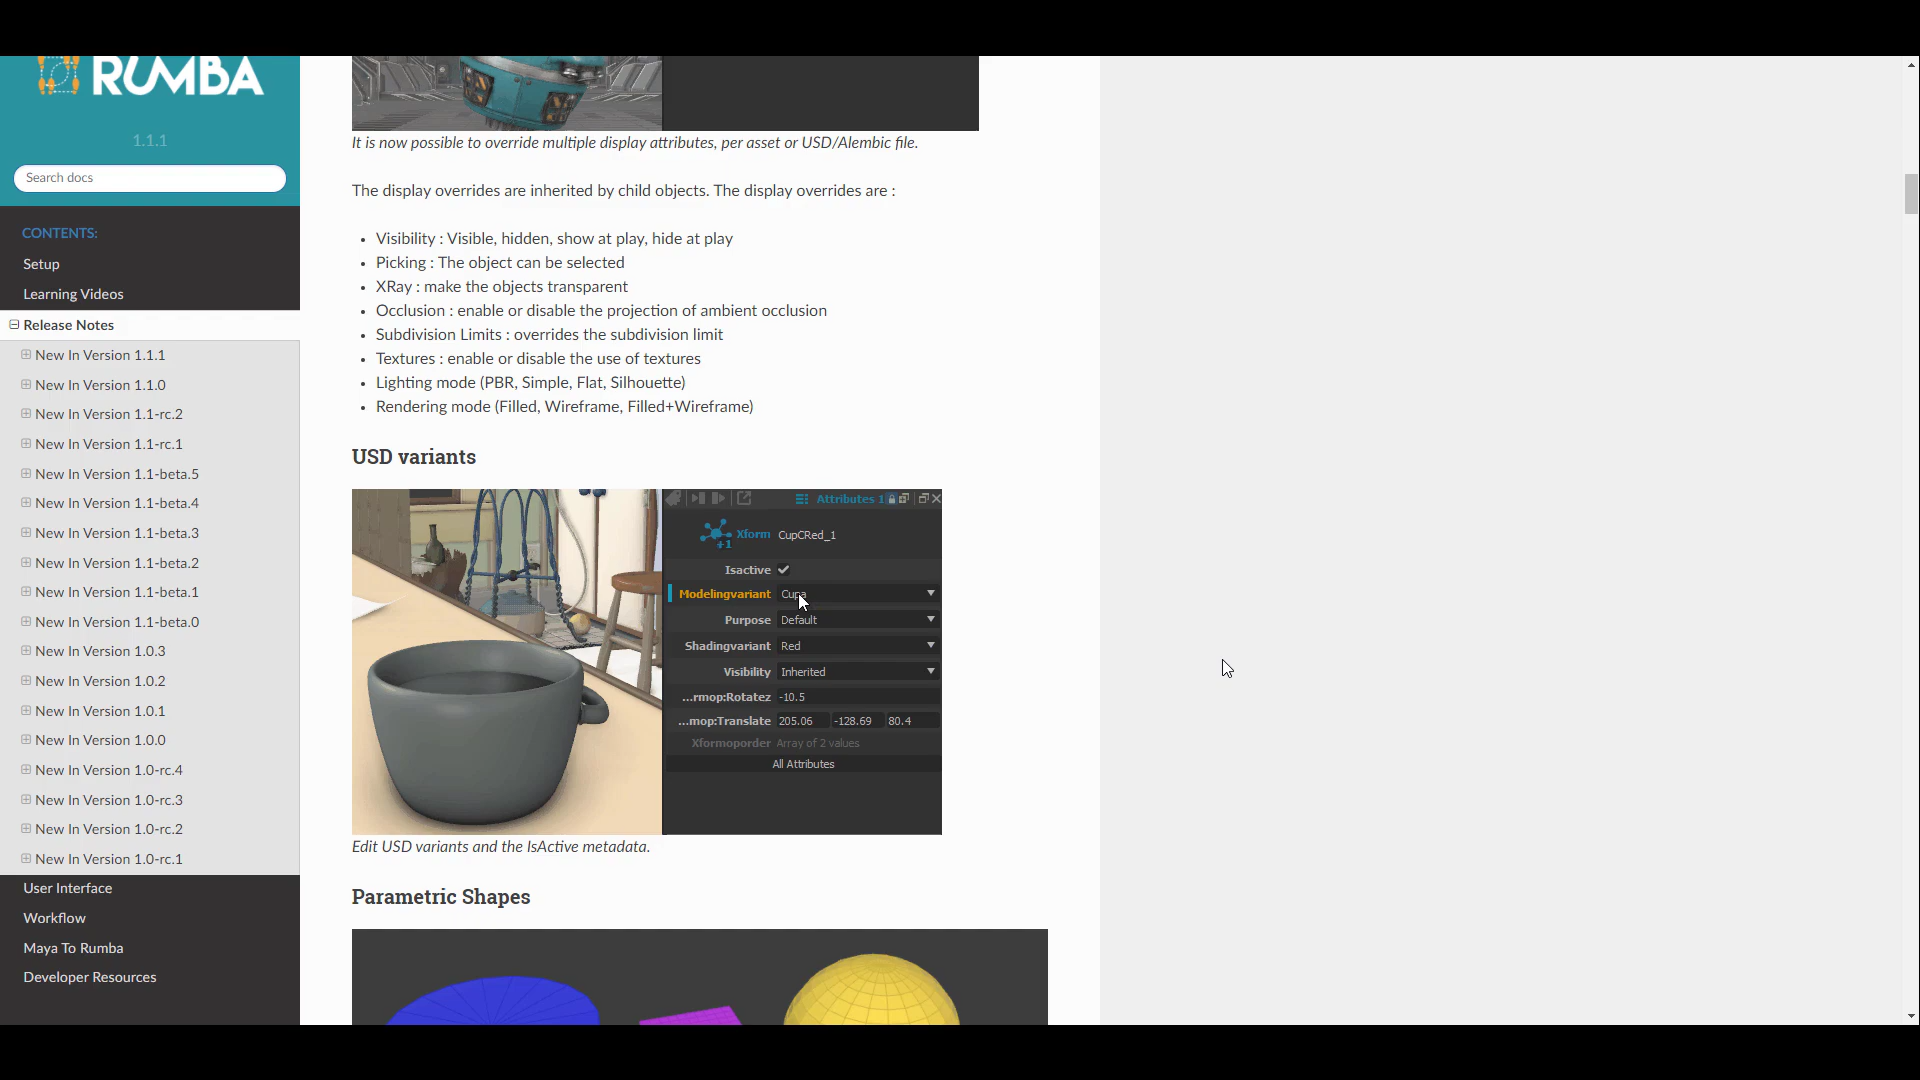 RUMBA
1.1.1
Search docs
CONTENTS:
Setup
Learning Videos
Release Notes
New In Version 1.1.1
New In Version 1.1.0
New In Version 1.1-rc.2
New In Version 1.1-rc.1
New In Version 1.1-beta.5
New In Version 1.1-beta.4
New In Version 1.1-beta.3
New In Version 1.1-beta.2
New In Version 1.1-beta.1
New In Version 1.1-beta.0
New In Version 1.0.3
New In Version 1.0.2
New In Version 1.0.1
New In Version 1.0.0
New In Version 1.0-rc.4
New In Version 1.0-rc.3
New In Version 1.0-rc.2
New In Version 1.0-rc.1
User Interface
Workflow
Maya To Rumba
Developer Resources
It is now possible to override multiple display attributes, per asset or USD/Alembic file.
The display overrides are inherited by child objects. The display overrides are :
• Visibility : Visible, hidden, show at play, hide at play
• Picking : The object can be selected
• XRay : make the objects transparent
• Occlusion : enable or disable the projection of ambient occlusion
• Subdivision Limits : overrides the subdivision limit
• Textures : enable or disable the use of textures
• Lighting mode (PBR, Simple, Flat, Silhouette)
• Rendering mode (Filled, Wireframe, Filled+Wireframe)
USD variants
Attributes 1
+1 Xform CupCRed_1
Isactive
Modelingvariant Cupa
Purpose Default
Shadingvariant Red
Visibility Inherited
...rmop:Rotatez -10.5
...mop:Translate 205.06 -128.69 80.4
Xformoporder Array of 2 values
All Attributes
Edit USD variants and the IsActive metadata.
Parametric Shapes